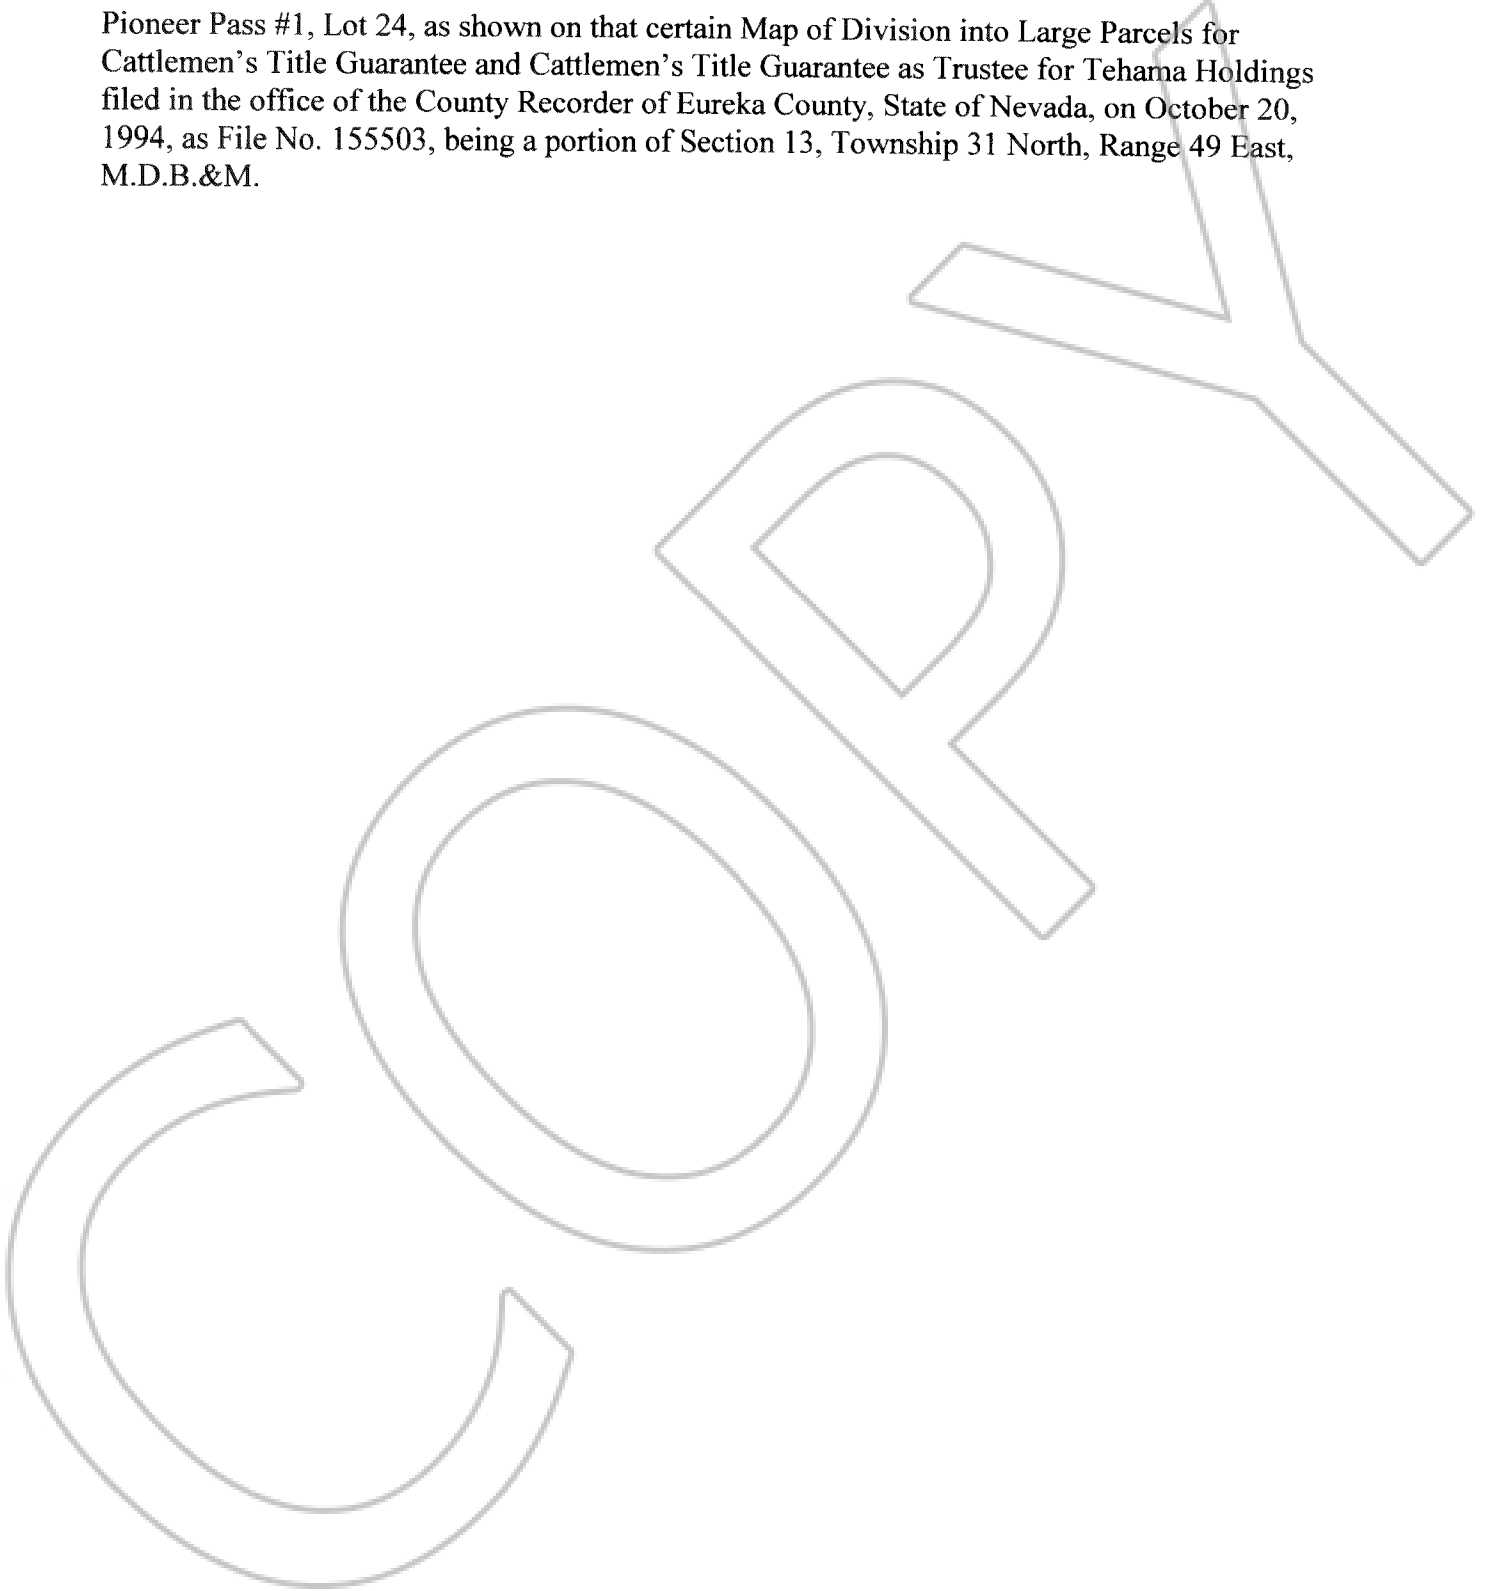 Pioneer Pass #1, Lot 24, as shown on that certain Map of Division into Large Parcels for
Cattlemen's Title Guarantee and Cattlemen's Title Guarantee as Trustee for Tehama Holdings
filed in the office of the County Recorder of Eureka County, State of Nevada, on October 20,
1994, as File No. 155503, being a portion of Section 13, Township 31 North, Range 49 East,
M.D.B.&M.
COPY